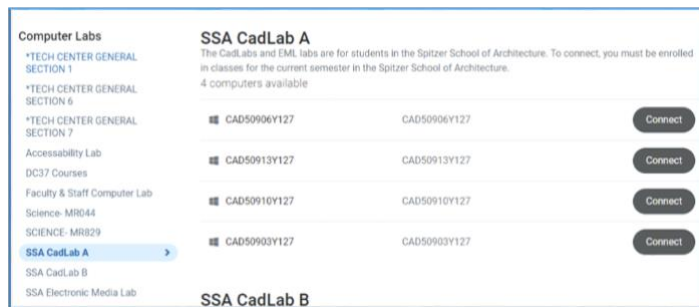 Computer Labs
*TECH CENTER GENERAL
SECTION 1
*TECH CENTER GENERAL
SECTION 6
*TECH CENTER GENERAL
SECTION 7
Accessability Lab
DC37 Courses
Faculty & Staff Computer Lab
Science- MR044
SCIENCE- MR829
SSA CadLab A
SSA CadLab B
SSA Electronic Media Lab
SSA CadLab A
The CadLabs and EML labs are for students in the Spitzer School of Architecture. To connect, you must be enrolled
in classes for the current semester in the Spitzer School of Architecture.
4 computers available
CAD50906Y127 CAD50906Y127 Connect
CAD50913Y127 CAD50913Y127 Connect
CAD50910Y127 CAD50910Y127 Connect
CAD50903Y127 CAD50903Y127 Connect
SSA CadLab B